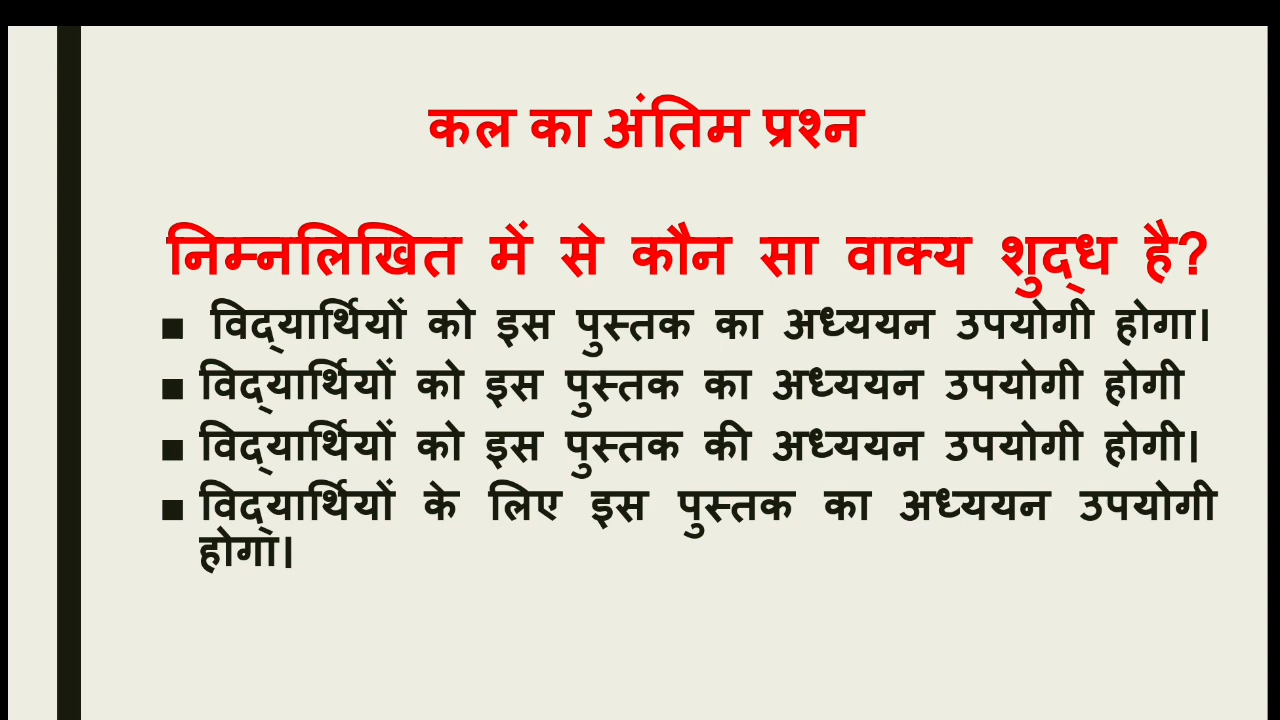 कल का अंतिम प्रश्न
निम्नलिखित में से कौन सा वाक्य शुद्ध है?
▪ विद्यार्थियों को इस पुस्तक का अध्ययन उपयोगी होगा।
▪ विद्यार्थियों को इस पुस्तक का अध्ययन उपयोगी होगी
▪ विद्यार्थियों को इस पुस्तक की अध्ययन उपयोगी होगी।
▪ विद्यार्थियों के लिए इस पुस्तक का अध्ययन उपयोगी
होगा।